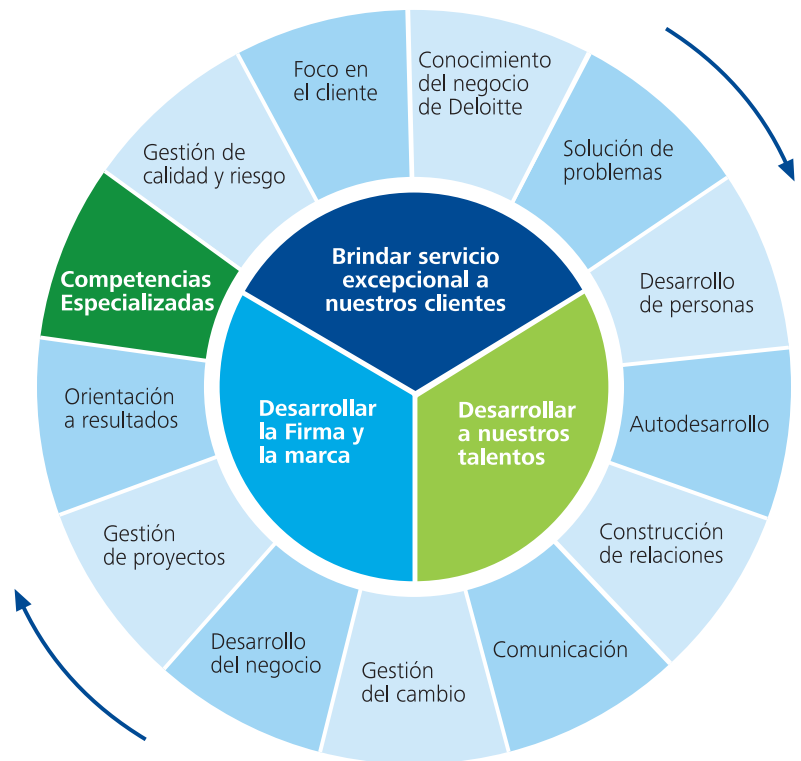 Foco en
el cliente
Conocimiento
del negocio
de Deloitte
Solución de
problemas
Desarrollo
de personas
Autodesarrollo
Construcción
de relaciones
Comunicación
Gestión
del cambio
Desarrollo
del negocio
Gestión
de proyectos
Orientación
a resultados
Competencias
Especializadas
Gestión de
calidad y riesgo
Brindar servicio
excepcional a
nuestros clientes
Desarrollar
a nuestros
talentos
Desarrollar
la Firma y
la marca